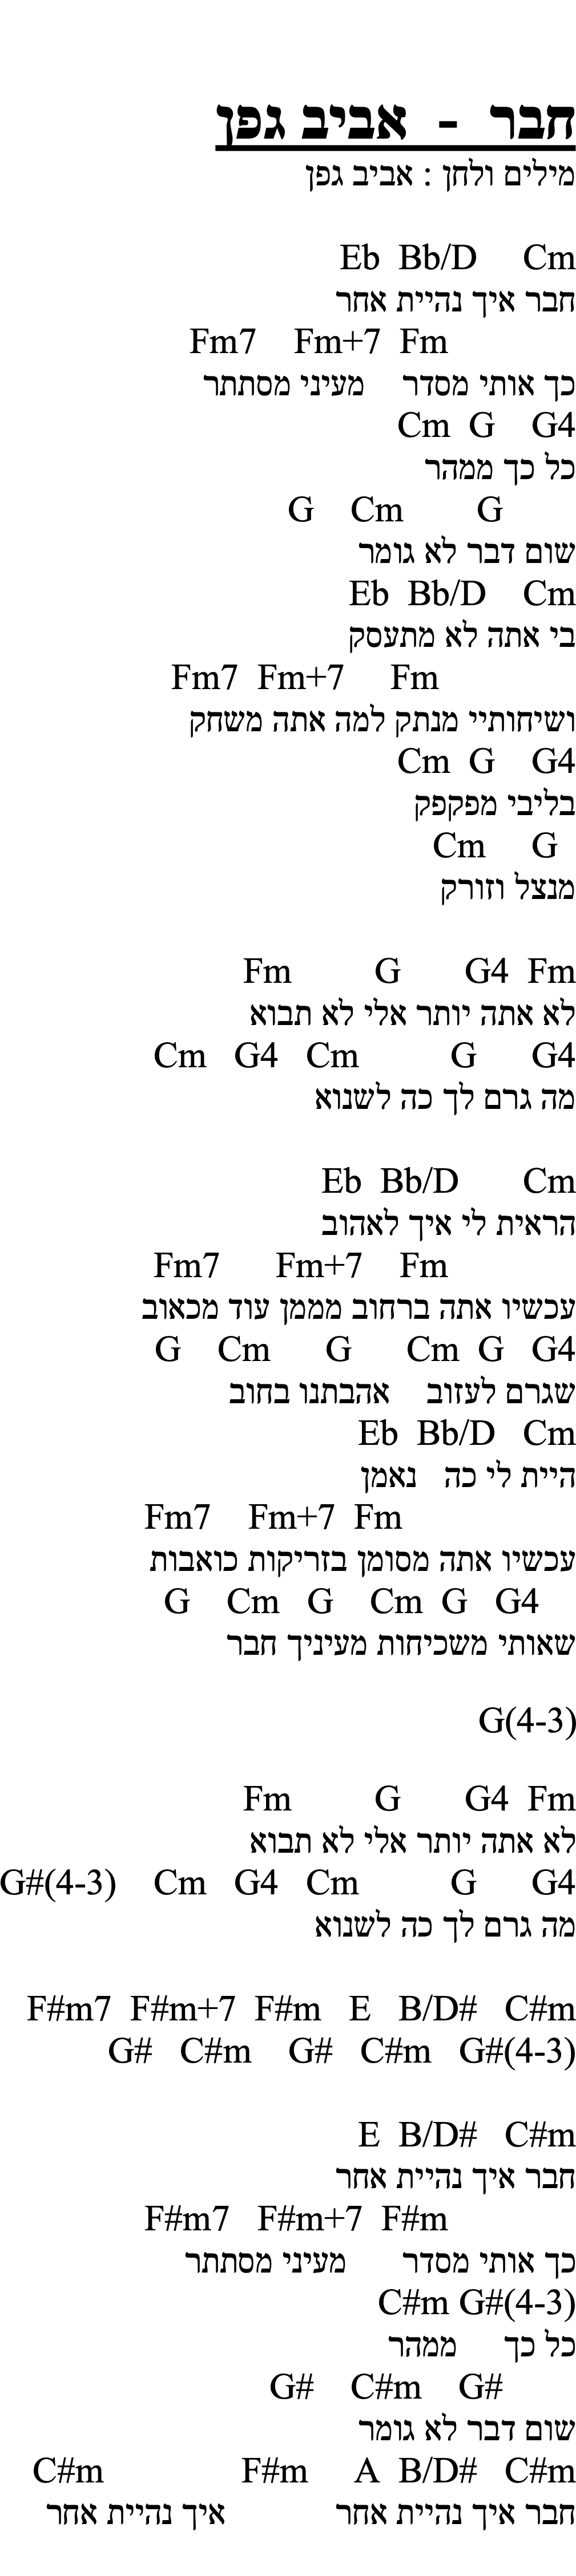 חבר - אביב גפן
מילים ולחן : אביב גפן
Eb  Bb/D     Cm
חבר איך נהיית אחר
Fm7    Fm+7  Fm
כך אותי מסדר    מעיני מסתתר
Cm  G    G4
כל כך ממהר
G    Cm        G
שום דבר לא גומר
Eb  Bb/D    Cm
בי אתה לא מתעסק
Fm7  Fm+7     Fm
ושיחותיי מנתק למה אתה משחק
Cm  G    G4
בליבי מפקפק
Cm     G
מנצל וזורק
Fm         G       G4  Fm
לא אתה יותר אלי לא תבוא
Cm   G4   Cm          G      G4
מה גרם לך כה לשנוא
Eb  Bb/D       Cm
הראית לי איך לאהוב
Fm7      Fm+7    Fm
עכשיו אתה ברחוב מממן עוד מכאוב
G    Cm      G      Cm  G   G4
שגרם לעזוב    אהבתנו בחוב
Eb  Bb/D   Cm
היית לי כה   נאמן
Fm7    Fm+7  Fm
עכשיו אתה מסומן בזריקות כואבות
G    Cm   G    Cm  G   G4
שאותי משכיחות מעיניך חבר
G(4-3)
Fm         G       G4  Fm
לא אתה יותר אלי לא תבוא
G#(4-3)    Cm   G4   Cm          G      G4
מה גרם לך כה לשנוא
F#m7  F#m+7  F#m   E   B/D#   C#m
G#   C#m    G#   C#m   G#(4-3)
E  B/D#   C#m
חבר איך נהיית אחר
F#m7   F#m+7  F#m
כך אותי מסדר      מעיני מסתתר
C#m G#(4-3)
כל כך     ממהר
G#    C#m    G#
שום דבר לא גומר
C#m               F#m     A  B/D#   C#m
חבר איך נהיית אחר            איך נהיית אחר